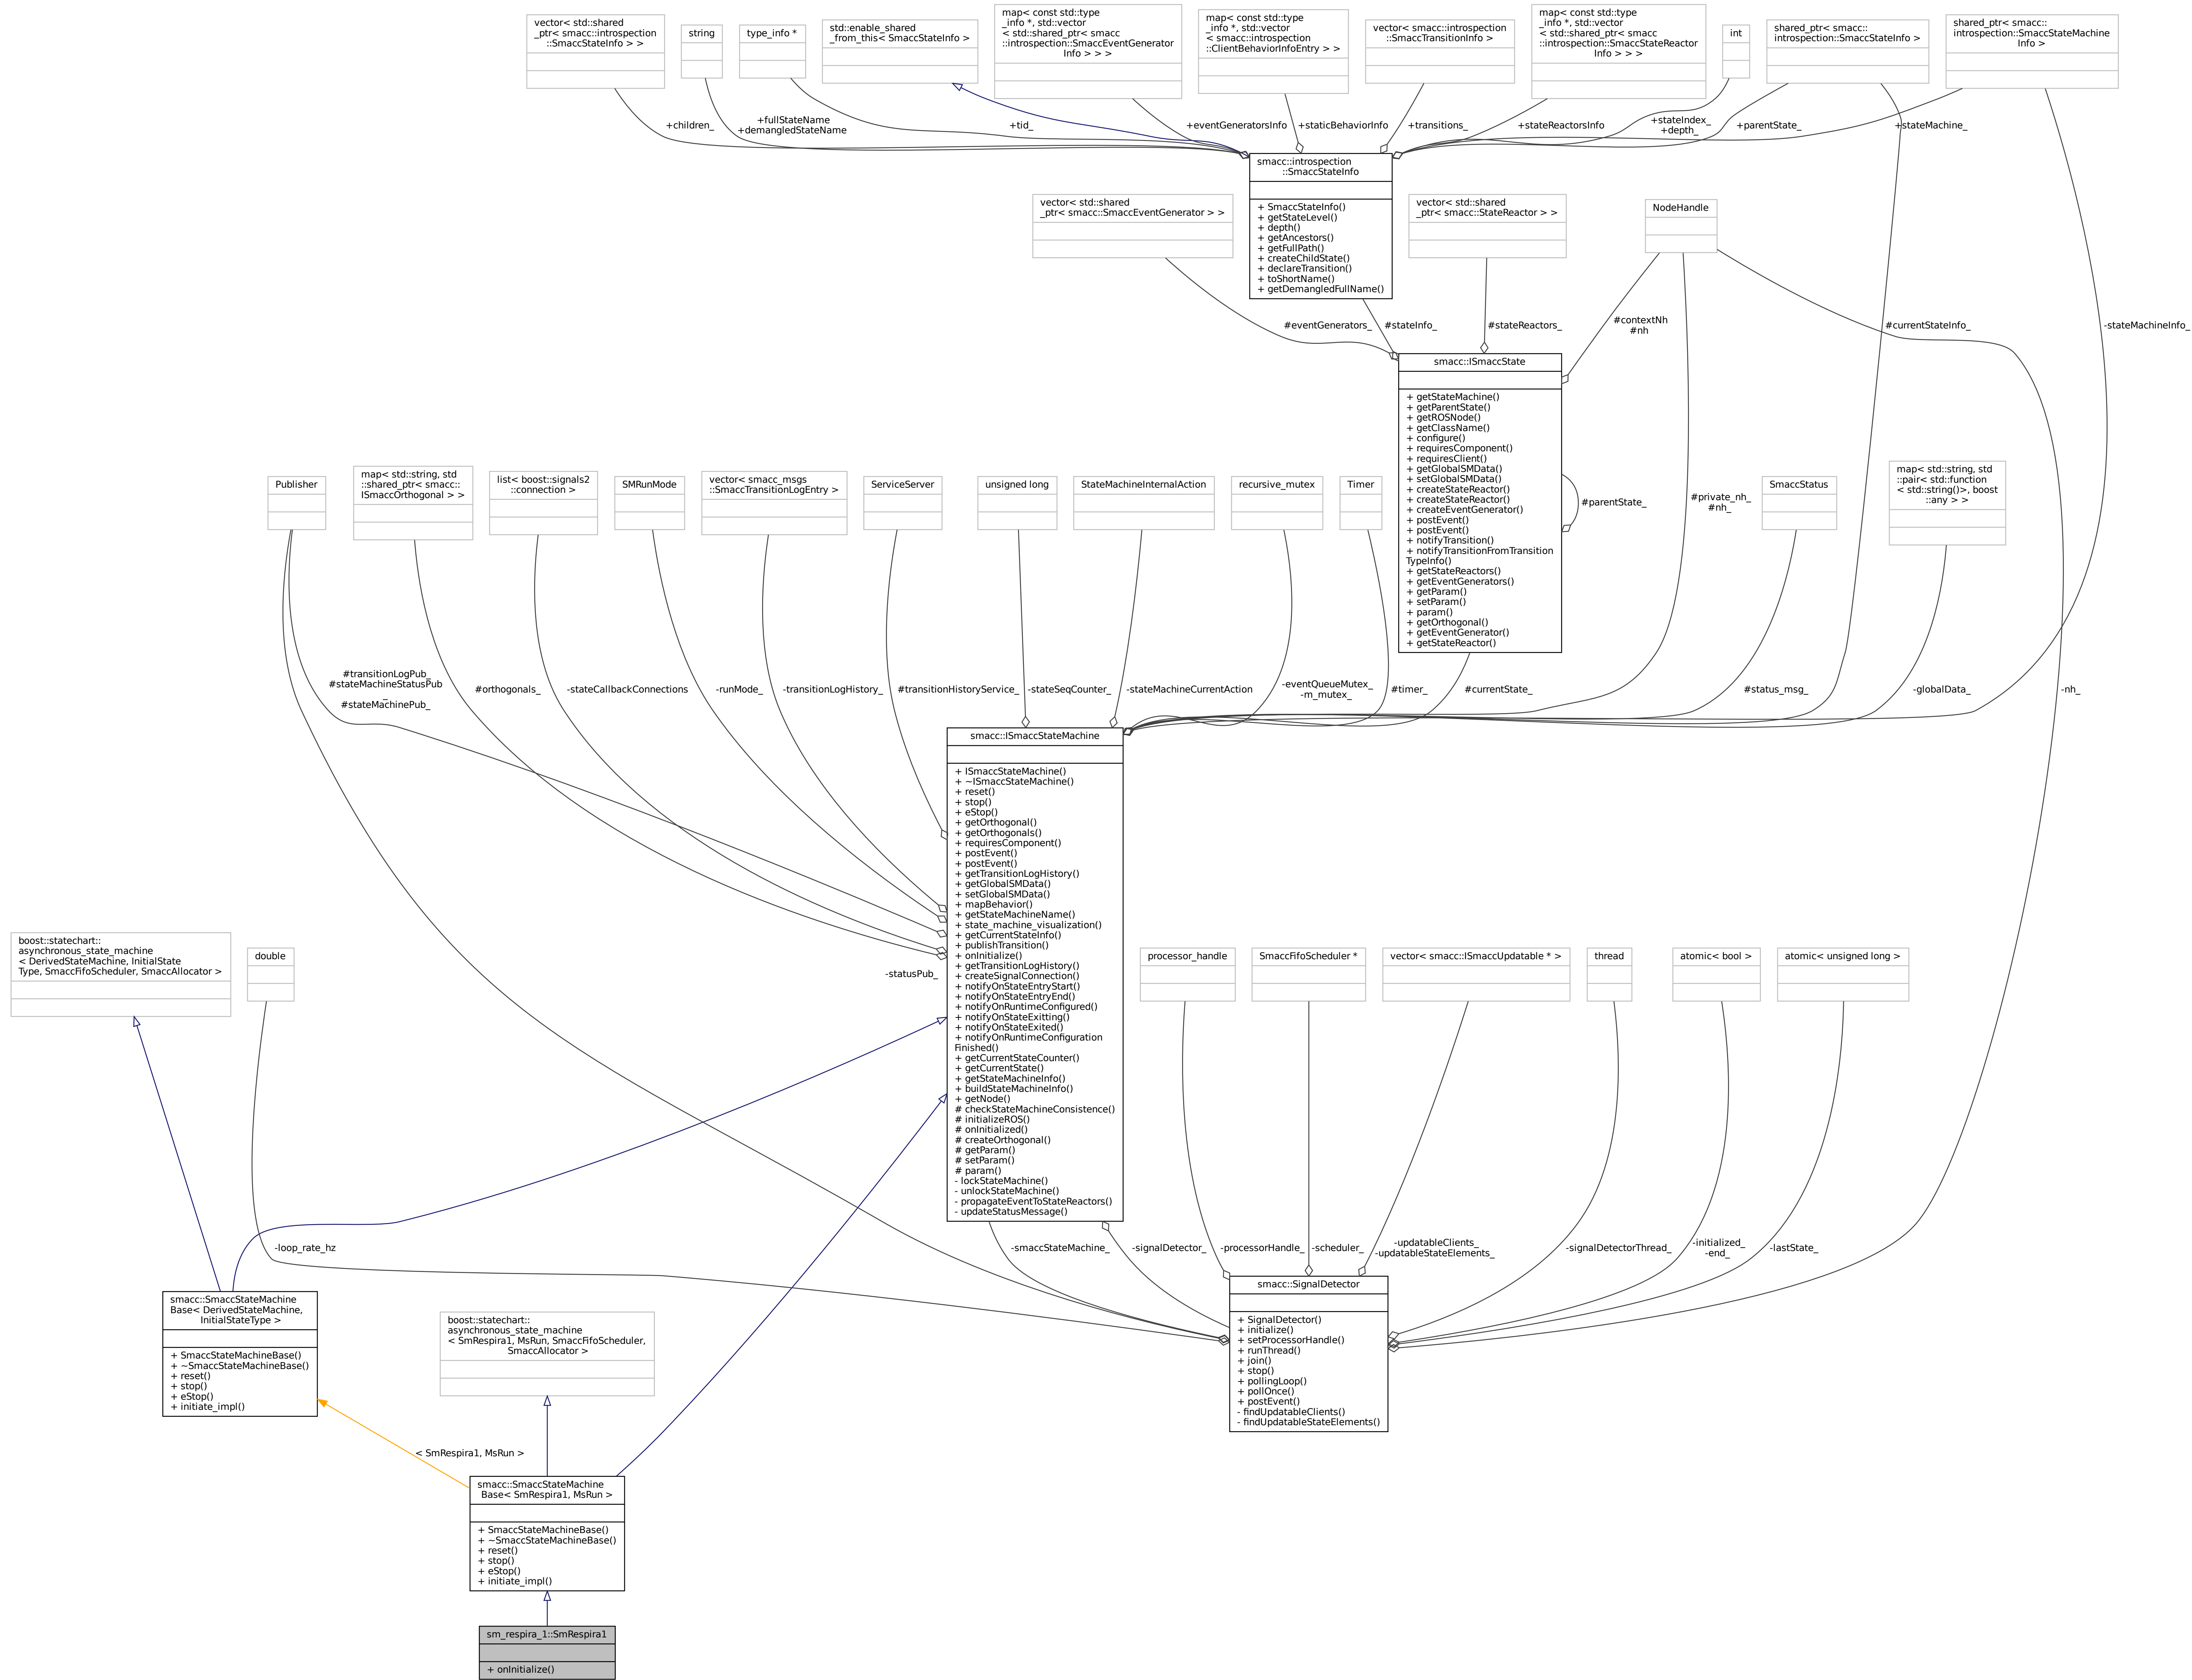 vector< std::shared
_ptr< smacc::introspection
::SmaccStateInfo > >
string
type_info *
std::enable_shared
_from_this< SmaccStateInfo >
map< const std::type
_info *, std::vector
< std::shared_ptr< smacc
::introspection::SmaccEventGenerator
Info > > >
map< const std::type
_info *, std::vector
< smacc::introspection
::ClientBehaviorInfoEntry > >
vector< smacc::introspection
::SmaccTransitionInfo >
map< const std::type
_info *, std::vector
< std::shared_ptr< smacc
::introspection::SmaccStateReactor
Info > > >
int
shared_ptr< smacc::
introspection::SmaccStateInfo >
shared_ptr< smacc::
introspection::SmaccStateMachine
Info >
+children_
+fullStateName
+demangledStateName
+tid_
+eventGeneratorsInfo
+staticBehaviorInfo
+transitions_
+stateReactorsInfo
+stateIndex_
+depth_
+parentState_
+stateMachine_
smacc::introspection
::SmaccStateInfo
+ SmaccStateInfo()
+ getStateLevel()
+ depth()
+ getAncestors()
+ getFullPath()
+ createChildState()
+ declareTransition()
+ toShortName()
+ getDemangledFullName()
vector< std::shared
_ptr< smacc::SmaccEventGenerator > >
vector< std::shared
_ptr< smacc::StateReactor > >
NodeHandle
#eventGenerators_
#stateInfo_
#stateReactors_
#contextNh
#nh
#currentStateInfo_
-stateMachineInfo_
smacc::ISmaccState
+ getStateMachine()
+ getParentState()
+ getROSNode()
+ getClassName()
+ configure()
+ requiresComponent()
+ requiresClient()
+ getGlobalSMData()
+ setGlobalSMData()
+ createStateReactor()
+ createStateReactor()
+ createEventGenerator()
+ postEvent()
+ postEvent()
+ notifyTransition()
+ notifyTransitionFromTransition
TypeInfo()
+ getStateReactors()
+ getEventGenerators()
+ getParam()
+ setParam()
+ param()
+ getOrthogonal()
+ getEventGenerator()
+ getStateReactor()
#parentState_
#private_nh_
#nh_
Publisher
map< std::string, std
::shared_ptr< smacc::
ISmaccOrthogonal > >
list< boost::signals2
::connection >
SMRunMode
vector< smacc_msgs
::SmaccTransitionLogEntry >
ServiceServer
unsigned long
StateMachineInternalAction
recursive_mutex
Timer
SmaccStatus
map< std::string, std
::pair< std::function
< std::string()>, boost
::any > >
#transitionLogPub_
#stateMachineStatusPub
_
#stateMachinePub_
#orthogonals_
-stateCallbackConnections
-runMode_
-transitionLogHistory_
#transitionHistoryService_
-stateSeqCounter_
-stateMachineCurrentAction
-eventQueueMutex_
-m_mutex_
#timer_
#currentState_
#status_msg_
-globalData_
-nh_
smacc::ISmaccStateMachine
+ ISmaccStateMachine()
+ ~ISmaccStateMachine()
+ reset()
+ stop()
+ eStop()
+ getOrthogonal()
+ getOrthogonals()
+ requiresComponent()
+ postEvent()
+ postEvent()
+ getTransitionLogHistory()
+ getGlobalSMData()
+ setGlobalSMData()
+ mapBehavior()
+ getStateMachineName()
+ state_machine_visualization()
+ getCurrentStateInfo()
+ publishTransition()
+ onInitialize()
+ getTransitionLogHistory()
+ createSignalConnection()
+ notifyOnStateEntryStart()
+ notifyOnStateEntryEnd()
+ notifyOnRuntimeConfigured()
+ notifyOnStateExitting()
+ notifyOnStateExited()
+ notifyOnRuntimeConfiguration
Finished()
+ getCurrentStateCounter()
+ getCurrentState()
+ getStateMachineInfo()
+ buildStateMachineInfo()
+ getNode()
# checkStateMachineConsistence()
# initializeROS()
# onInitialized()
# createOrthogonal()
# getParam()
# setParam()
# param()
- lockStateMachine()
- unlockStateMachine()
- propagateEventToStateReactors()
- updateStatusMessage()
boost::statechart::
asynchronous_state_machine
< DerivedStateMachine, InitialState
Type, SmaccFifoScheduler, SmaccAllocator >
double
-statusPub_
processor_handle
SmaccFifoScheduler *
vector< smacc::ISmaccUpdatable * >
thread
atomic< bool >
atomic< unsigned long >
-loop_rate_hz
-smaccStateMachine_
-signalDetector_
-processorHandle_
-scheduler_
-updatableClients_
-updatableStateElements_
-signalDetectorThread_
-initialized_
-end_
-lastState_
smacc::SignalDetector
+ SignalDetector()
+ initialize()
+ setProcessorHandle()
+ runThread()
+ join()
+ stop()
+ pollingLoop()
+ pollOnce()
+ postEvent()
- findUpdatableClients()
- findUpdatableStateElements()
smacc::SmaccStateMachine
Base< DerivedStateMachine,
InitialStateType >
+ SmaccStateMachineBase()
+ ~SmaccStateMachineBase()
+ reset()
+ stop()
+ eStop()
+ initiate_impl()
boost::statechart::
asynchronous_state_machine
< SmRespira1, MsRun, SmaccFifoScheduler,
SmaccAllocator >
< SmRespira1, MsRun >
smacc::SmaccStateMachine
Base< SmRespira1, MsRun >
+ SmaccStateMachineBase()
+ ~SmaccStateMachineBase()
+ reset()
+ stop()
+ eStop()
+ initiate_impl()
sm_respira_1::SmRespira1
+ onInitialize()